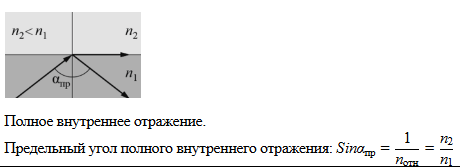 n₂<n₁ n₂
αпр n₁
Полное внутреннее отражение.
Предельный угол полного внутреннего отражения: Sinαпр = 1/nотн = n₂/n₁